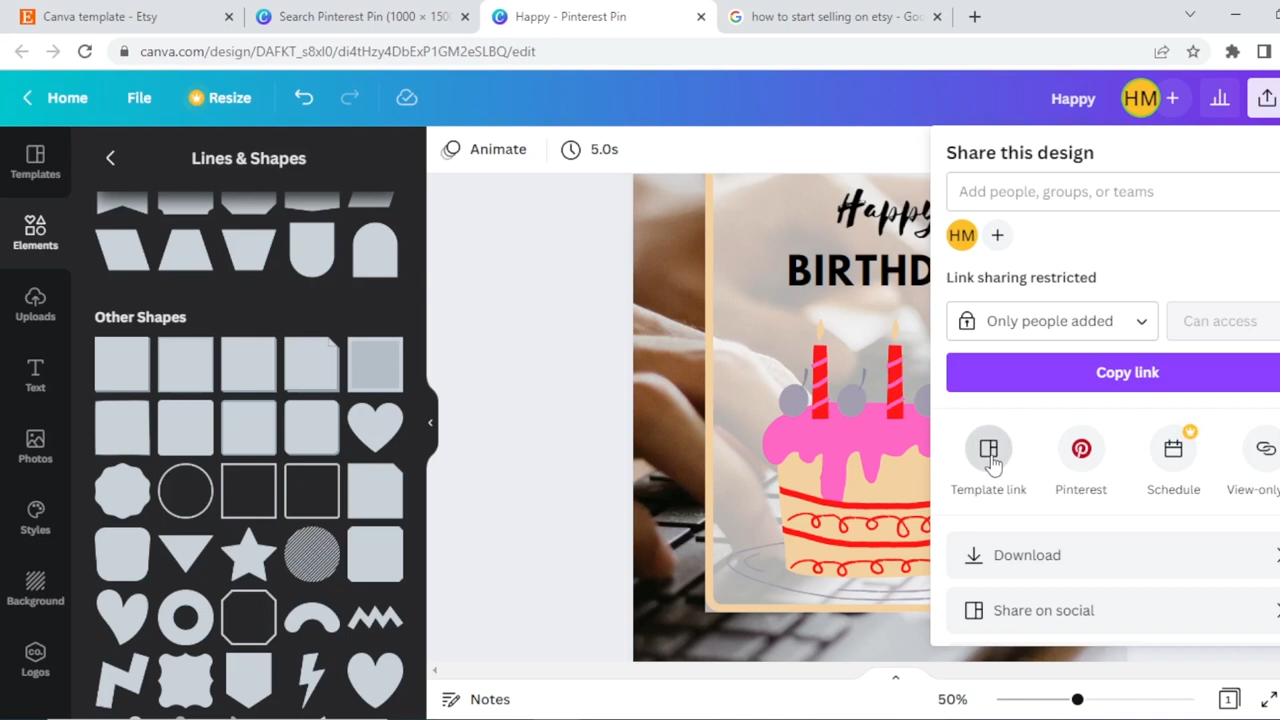 Canva template - Etsy
Search Pinterest Pin (1000 × 150
Happy - Pinterest Pin
how to start selling on etsy - Goo
canva.com/design/DAFKT_s8xI0/di4tHzy4DbExP1GM2eSLBQ/edit
Home
File
Resize
Happy
HM
Templates
Elements
Uploads
Text
Photos
Styles
Background
CO.
Logos
Lines & Shapes
Other Shapes
Animate
5.0s
Happy
BIRTHD
Share this design
Add people, groups, or teams
HM
Link sharing restricted
Only people added
Can access
Copy link
Template link
Pinterest
Schedule
View-only
Download
Share on social
Notes
50%
1